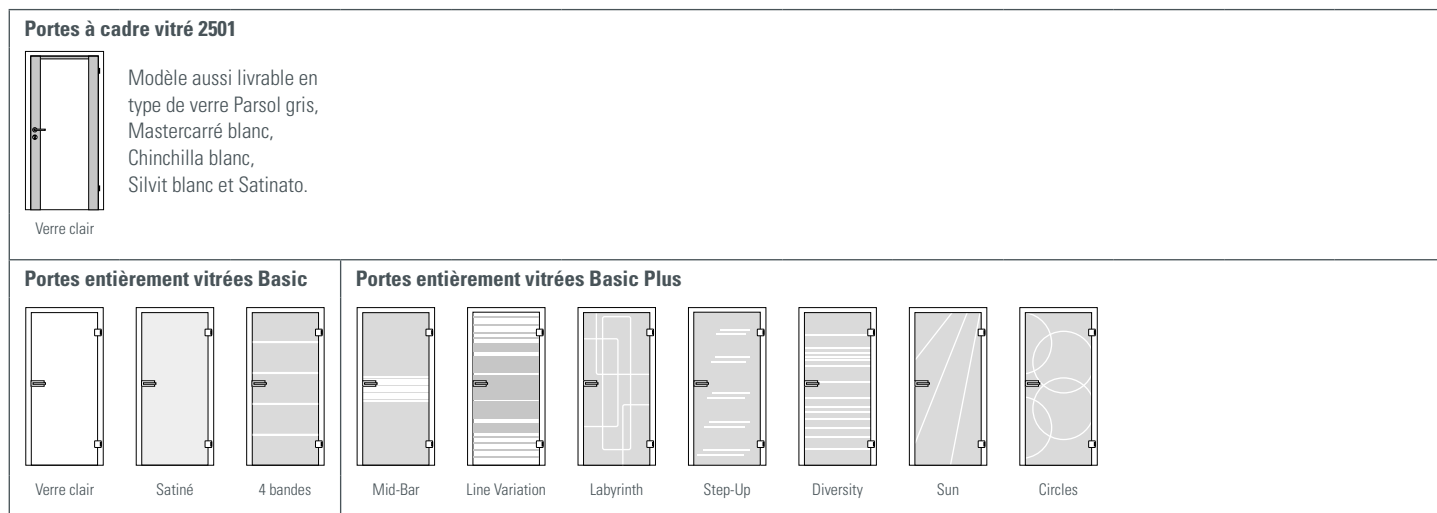 Portes à cadre vitré 2501
Modèle aussi livrable en
type de verre Parsol gris,
Mastercarré blanc,
Chinchilla blanc,
Silvit blanc et Satinato.
Verre clair
Portes entièrement vitrées Basic
Verre clair
Satiné
4 bandes
Portes entièrement vitrées Basic Plus
Mid-Bar
Line Variation
Labyrinth
Step-Up
Diversity
Sun
Circles